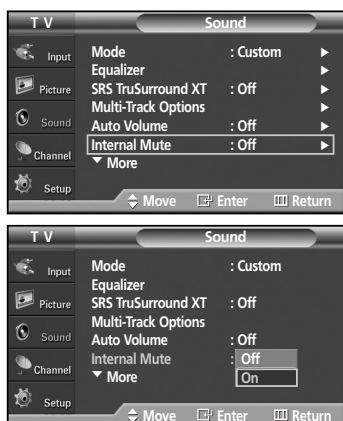 T V
Sound
Input
Picture
Sound
Channel
Setup
Mode : Custom ►
Equalizer ►
SRS TruSurround XT : Off ►
Multi-Track Options ►
Auto Volume : Off ►
Internal Mute : Off ►
▼ More
Move Enter Return
T V
Sound
Input
Picture
Sound
Channel
Setup
Mode : Custom
Equalizer
SRS TruSurround XT : Off
Multi-Track Options
Auto Volume : Off
Internal Mute : Off
On
▼ More
Move Enter Return